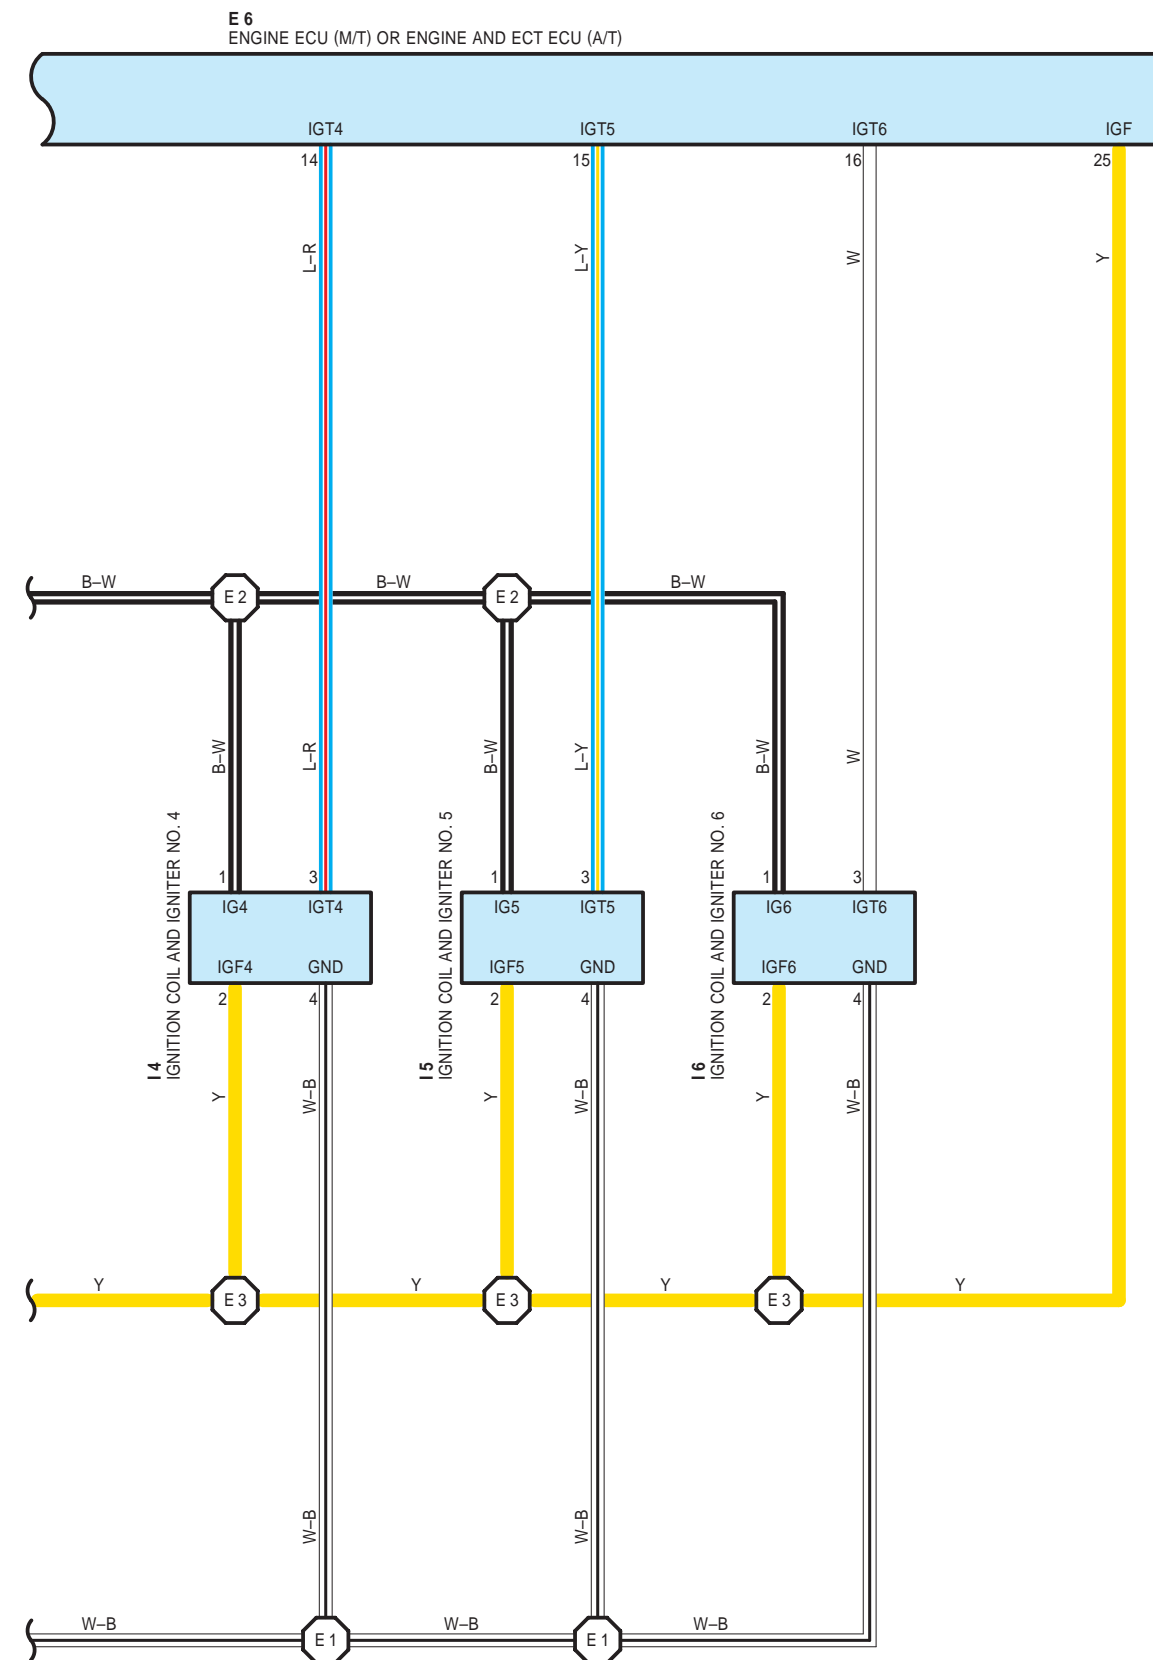 E 6
ENGINE ECU (M/T) OR ENGINE AND ECT ECU (A/T)
IGT4
IGT5
IGT6
IGF
14
15
16
25
L–R
L–Y
W
Y
B–W
B–W
B–W
E 2
E 2
B–W
L–R
B–W
L–Y
B–W
W
I 4
IGNITION COIL AND IGNITER NO. 4
I 5
IGNITION COIL AND IGNITER NO. 5
I 6
IGNITION COIL AND IGNITER NO. 6
1
3
1
3
1
3
IG4
IGT4
IG5
IGT5
IG6
IGT6
IGF4
GND
IGF5
GND
IGF6
GND
2
4
2
4
2
4
Y
W–B
Y
W–B
Y
W–B
Y
Y
Y
Y
E 3
E 3
E 3
W–B
W–B
W–B
W–B
W–B
E 1
E 1